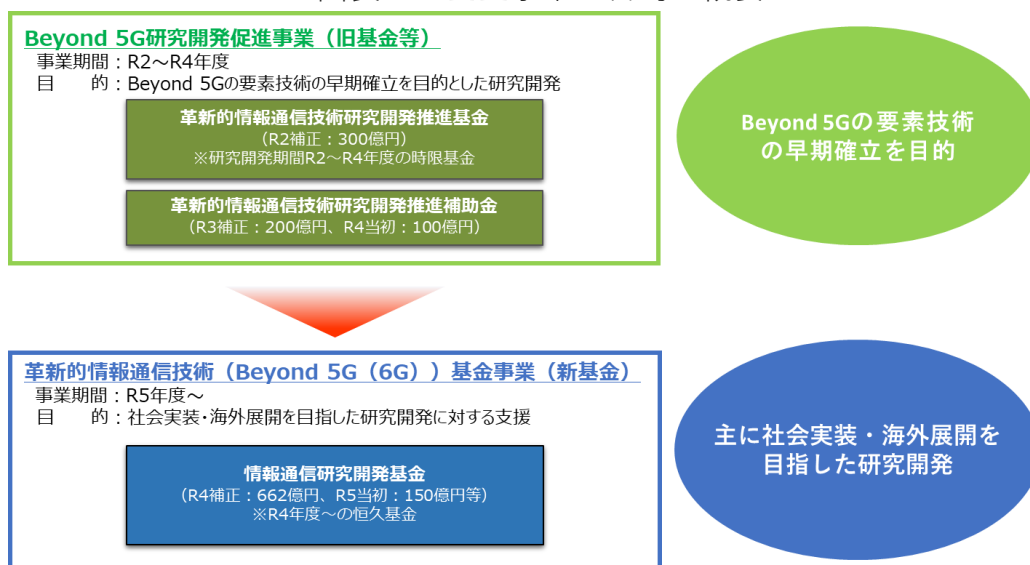 Beyond 5G研究開発促進事業（旧基金等）
事業期間：R2～R4年度
目　　的：Beyond 5Gの要素技術の早期確立を目的とした研究開発
革新的情報通信技術研究開発推進基金
（R2補正：300億円）
※研究開発期間R2～R4年度の時限基金
革新的情報通信技術研究開発推進補助金
（R3補正：200億円、R4当初：100億円）
Beyond 5Gの要素技術
の早期確立を目的
革新的情報通信技術（Beyond 5G（6G））基金事業（新基金）
事業期間：R5年度～
目　　的：社会実装・海外展開を目指した研究開発に対する支援
情報通信研究開発基金
（R4補正：662億円、R5当初：150億円等）
※R4年度～の恒久基金
主に社会実装・海外展開を
目指した研究開発